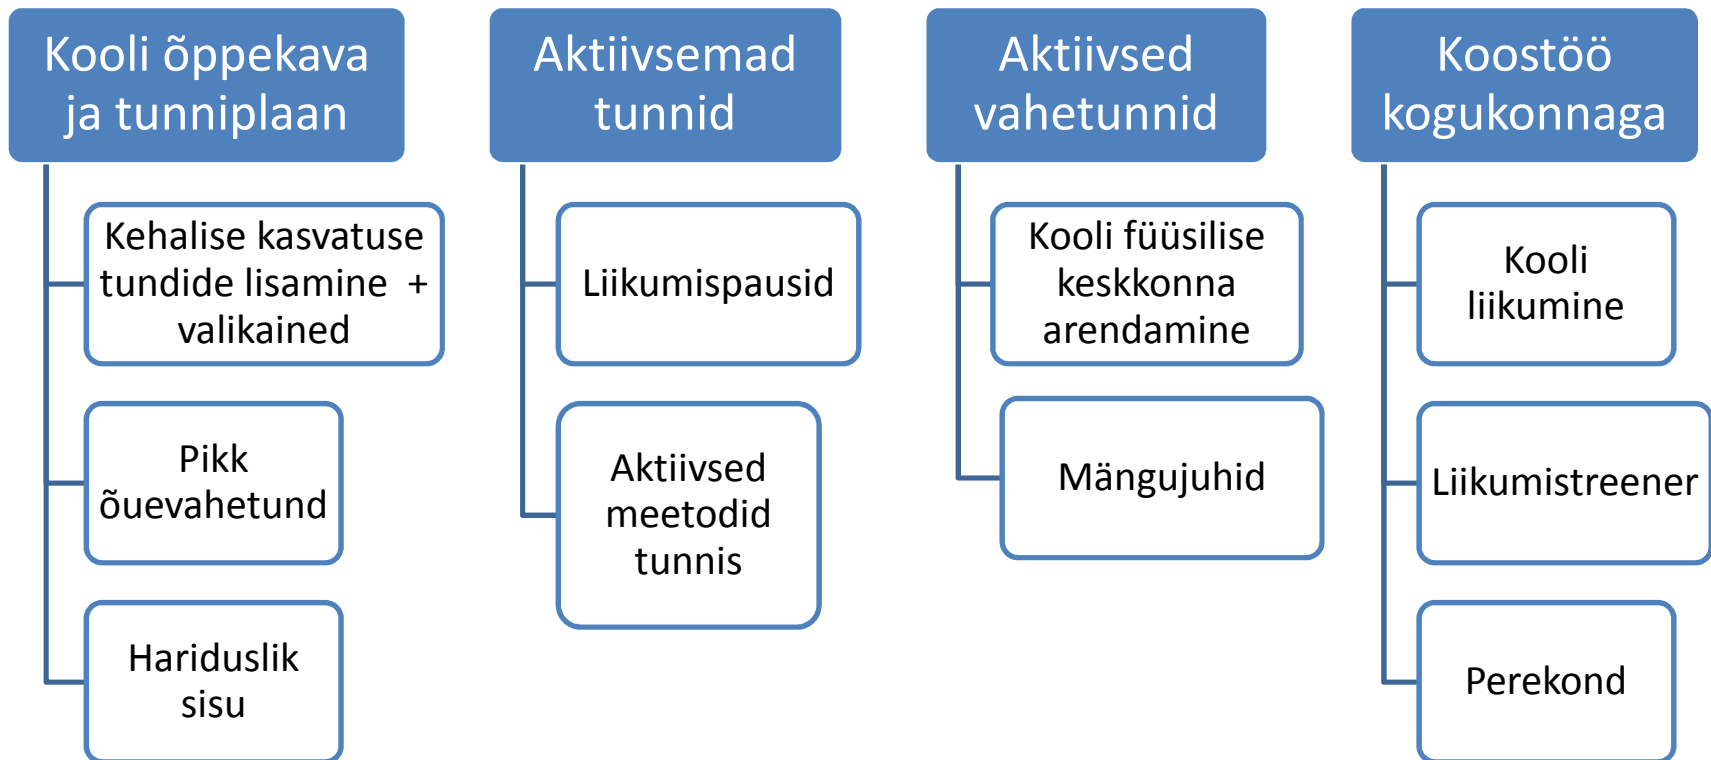 Kooli õppekava
ja tunniplaan
Kehalise kasvatuse
tundide lisamine  +
valikained
Pikk
õuevahetund
Hariduslik
sisu
Aktiivsemad
tunnid
Liikumispausid
Aktiivsed
meetodid
tunnis
Aktiivsed
vahetunnid
Kooli füüsilise
keskkonna
arendamine
Mängujuhid
Koostöö
kogukonnaga
Kooli
liikumine
Liikumistreener
Perekond